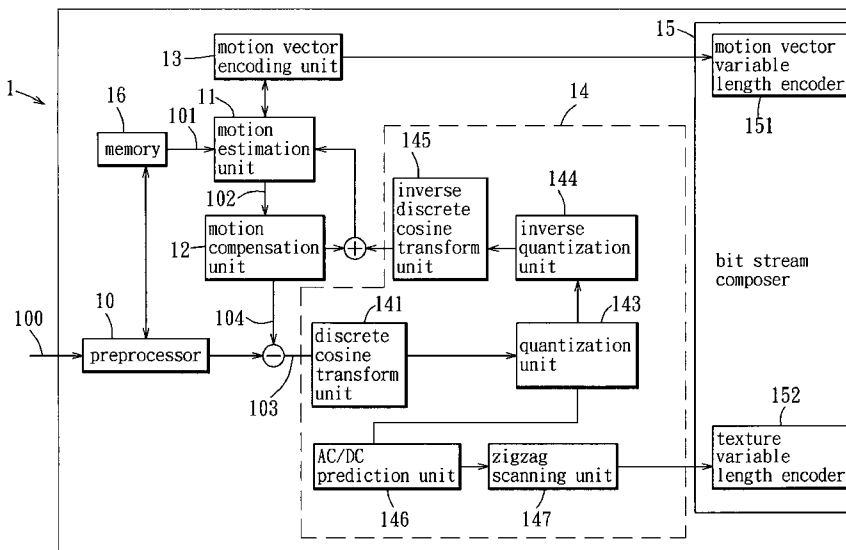 15
motion vector
encoding unit
13
motion vector
variable
length encoder
151
1
16
101
11
14
memory
motion
estimation
unit
145
102
inverse
discrete
cosine
transform
unit
144
12
motion
compensation
unit
inverse
quantization
unit
bit stream
composer
100
10
104
141
143
preprocessor
discrete
cosine
transform
unit
quantization
unit
103
152
AC/DC
prediction unit
zigzag
scanning unit
texture
variable
length encoder
146
147